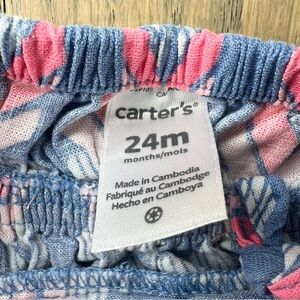 carter's®
24m
months/mois
Made in Cambodia
Fabriqué au Cambodge
Hecho en Camboya